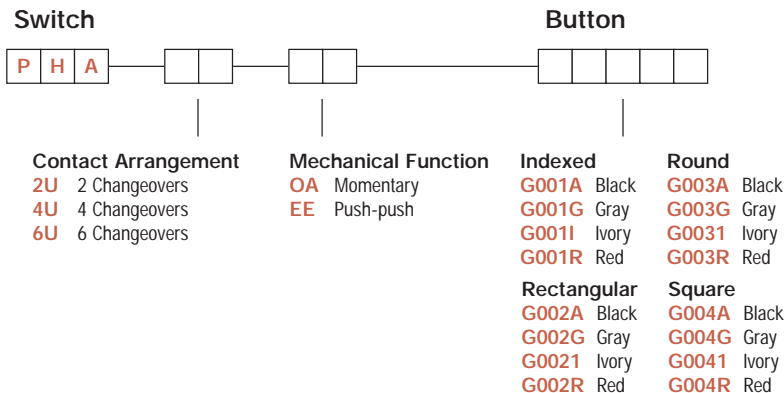 Switch
Button
P H A
Contact Arrangement
2U 2 Changeovers
4U 4 Changeovers
6U 6 Changeovers
Mechanical Function
OA Momentary
EE Push-push
Indexed
G001A Black
G001G Gray
G001I Ivory
G001R Red
Round
G003A Black
G003G Gray
G0031 Ivory
G003R Red
Rectangular
G002A Black
G002G Gray
G0021 Ivory
G002R Red
Square
G004A Black
G004G Gray
G0041 Ivory
G004R Red